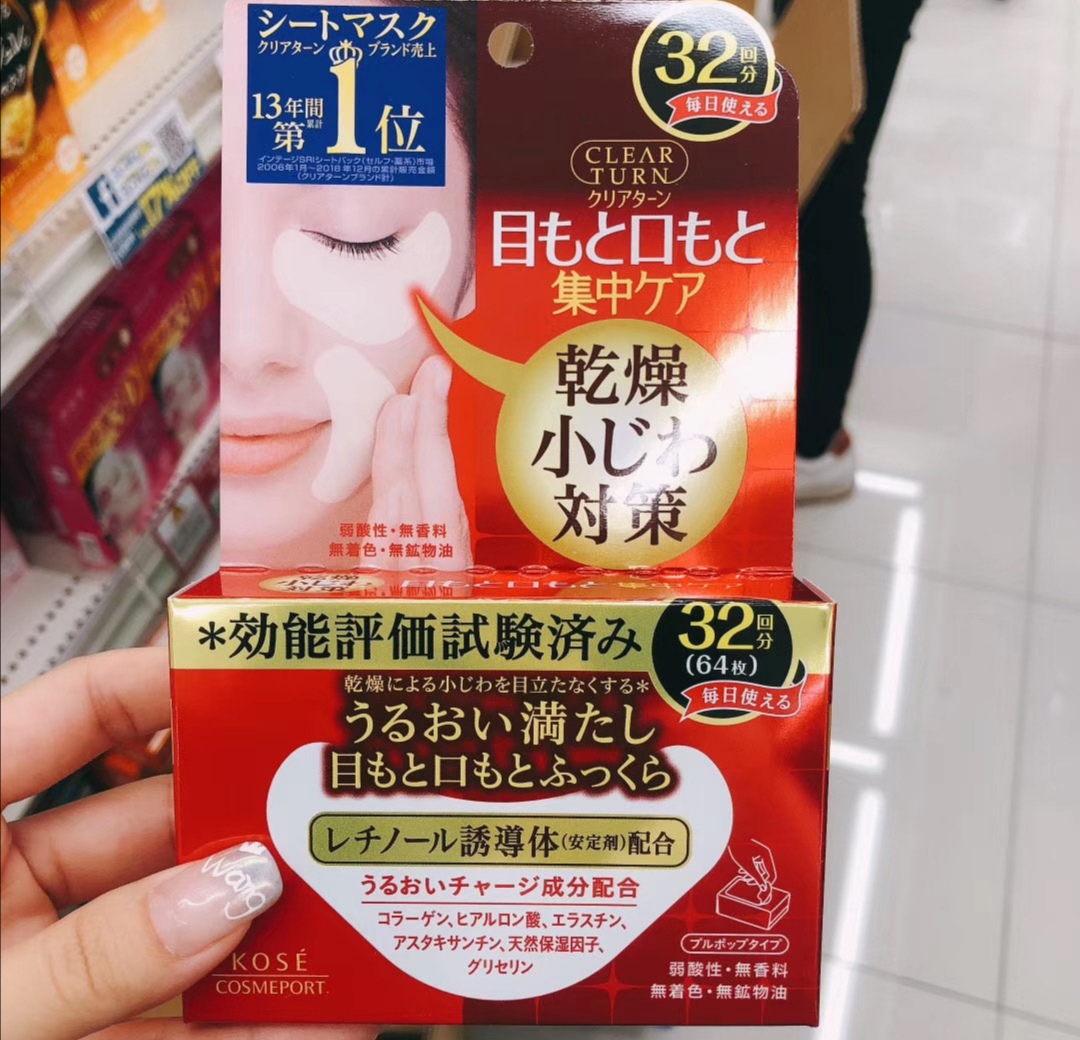 シートマスク
クリアターン ブランド売上
13年間
第 累計 1位
インテージSRIシートパック(セルフ-薬系)市場
2006年1月~2018年12月の累計販売金額
(クリアターンブランド計)
32回分
毎日使える
CLEAR
TURN
クリアターン
目もと口もと
集中ケア
乾燥
小じわ
対策
弱酸性・無香料
無着色・無鉱物油
*効能評価試験済み
32回分
(64枚)
毎日使える
乾燥による小じわを目立たなくする*
うるおい満たし
目もと口もとふっくら
レチノール誘導体(安定剤)配合
うるおいチャージ成分配合
コラーゲン、ヒアルロン酸、エラスチン、
アスタキサンチン、天然保湿因子、
グリセリン
プルポップタイプ
弱酸性・無香料
無着色・無鉱物油
KOSÉ
COSMEPORT.
Wang